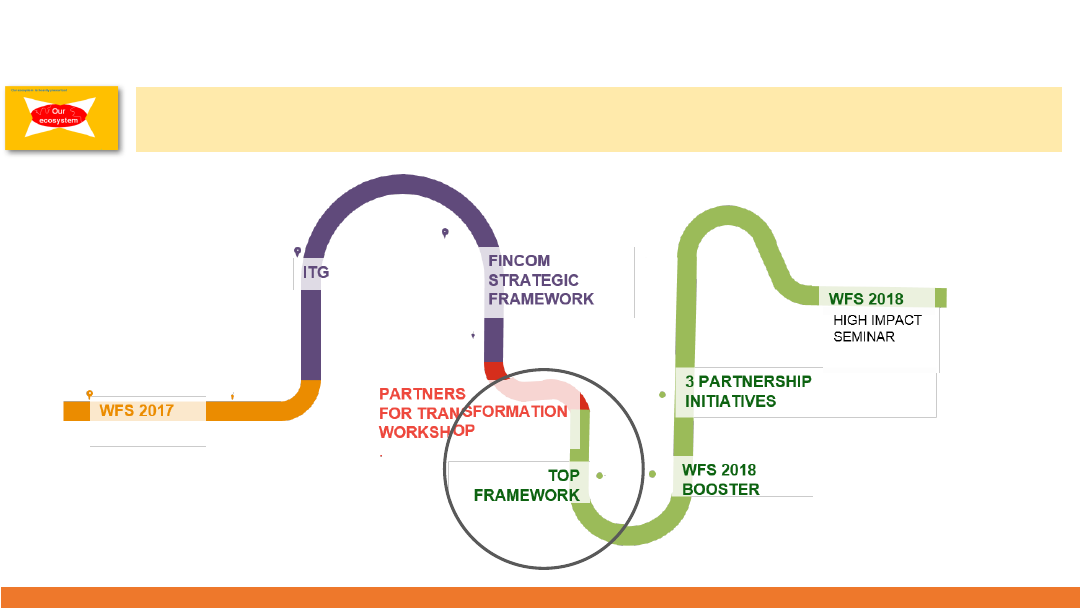 Our
ecosystem
ITG
FINCOM
STRATEGIC
FRAMEWORK
WFS 2018
HIGH IMPACT
SEMINAR
3 PARTNERSHIP
INITIATIVES
PARTNERS
FOR TRANSFORMATION
WORKSHOP
WFS 2017
TOP
FRAMEWORK
WFS 2018
BOOSTER